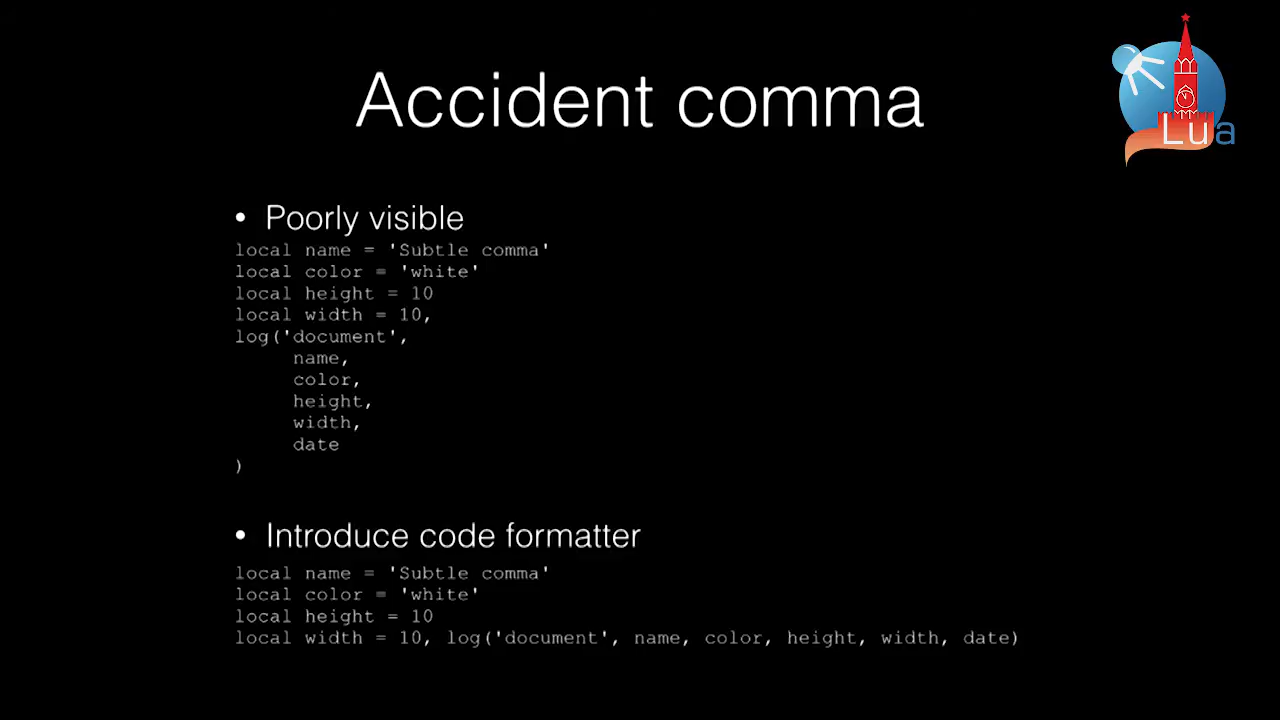 Accident comma
Lua
• Poorly visible
local name = 'Subtle comma'
local color = 'white'
local height = 10
local width = 10,
log('document',
     name,
     color,
     height,
     width,
     date
)
• Introduce code formatter
local name = 'Subtle comma'
local color = 'white'
local height = 10
local width = 10, log('document', name, color, height, width, date)